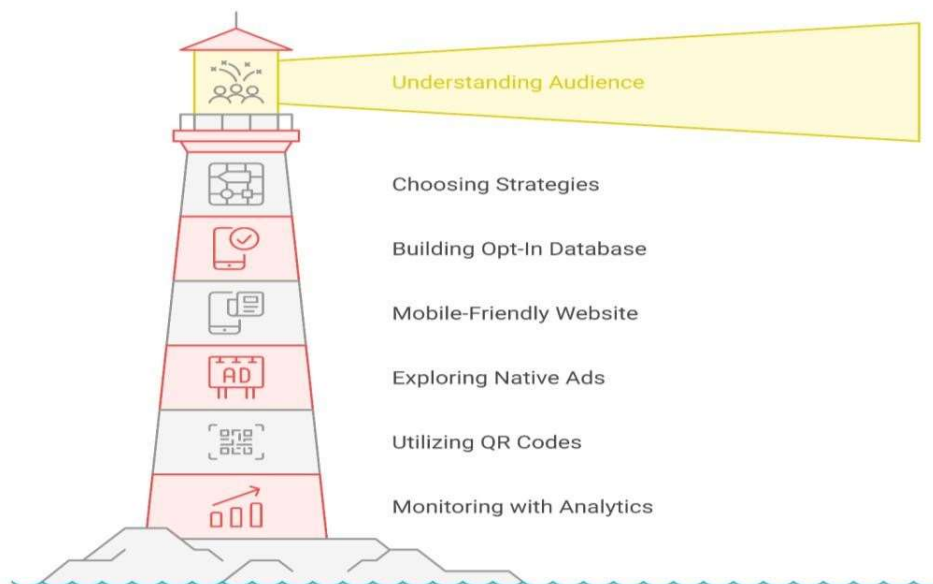 Understanding Audience
Choosing Strategies
Building Opt-In Database
Mobile-Friendly Website
AD
Exploring Native Ads
Utilizing QR Codes
Monitoring with Analytics